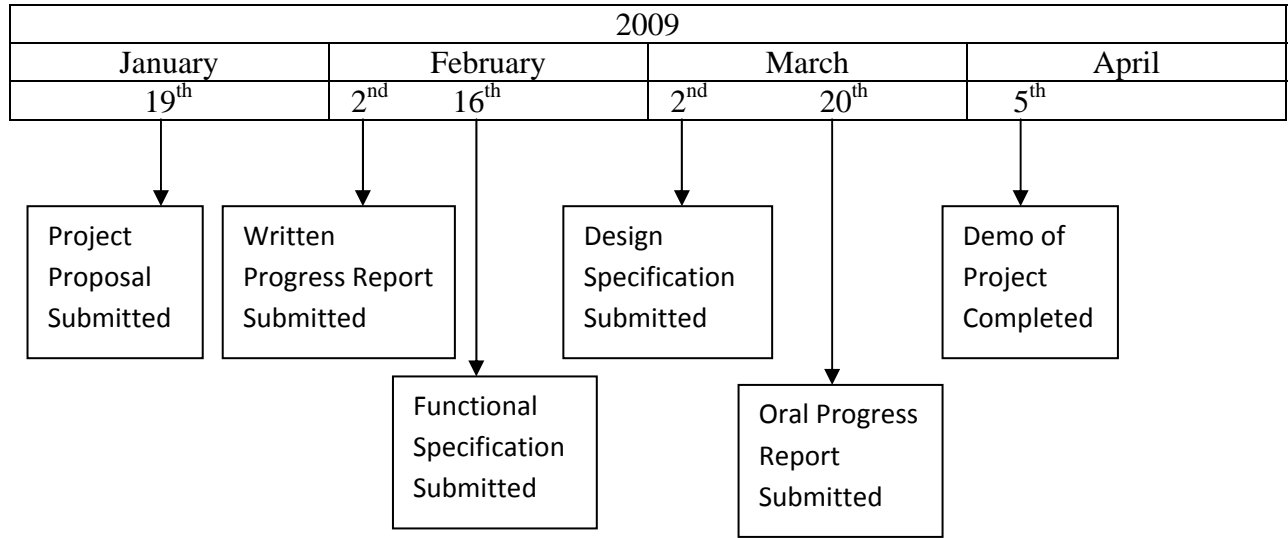 2009
January February March April
19th 2nd 16th 2nd 20th 5th
Project
Proposal
Submitted
Written
Progress Report
Submitted
Functional
Specification
Submitted
Design
Specification
Submitted
Oral Progress
Report
Submitted
Demo of
Project
Completed